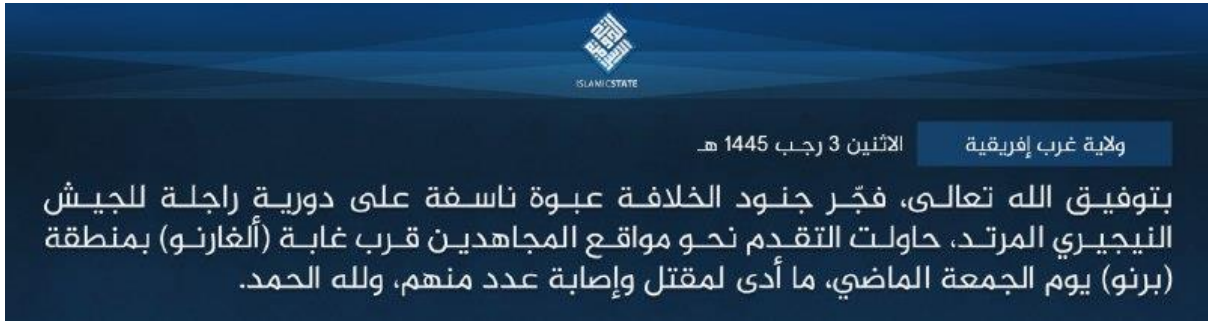 ISLAMIC STATE
ولاية غرب إفريقية
الاثنين 3 رجب 1445 هـ
بتوفيق الله تعالى، فجّر جنود الخلافة عبوة ناسفة على دورية راجلة للجيش
النيجيري المرتد، حاولت التقدم نحو مواقع المجاهدين قرب غابة (ألغارنو) بمنطقة
(برنو) يوم الجمعة الماضي، ما أدى لمقتل وإصابة عدد منهم، ولله الحمد.